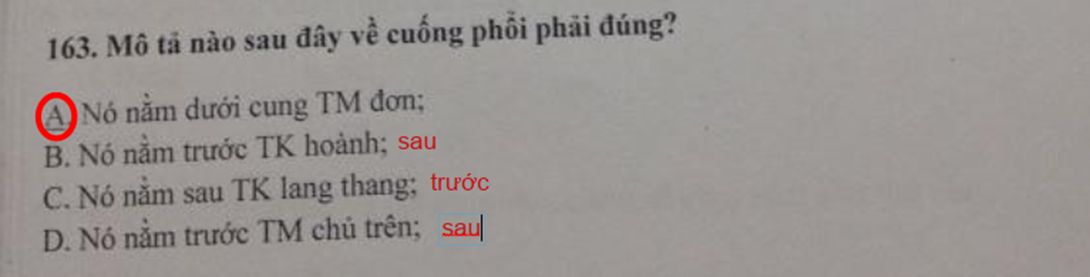 163. Mô tả nào sau đây về cuống phổi phải đúng?
A. Nó nằm dưới cung TM đơn;
B. Nó nằm trước TK hoành; sau
C. Nó nằm sau TK lang thang; trước
D. Nó nằm trước TM chủ trên; sau